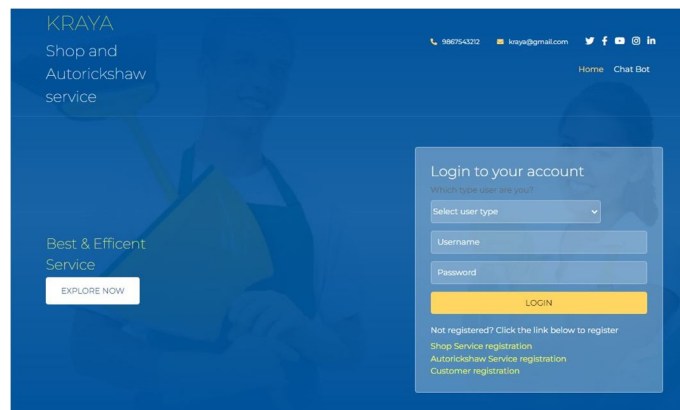 KRAYA
Shop and
Autorickshaw
service
9867543212 kraya@gmail.com
Home Chat Bot
Best & Efficent
Service
EXPLORE NOW
Login to your account
Which type user are you?
Select user type
Username
Password
LOGIN
Not registered? Click the link below to register
Shop Service registration
Autorickshaw Service registration
Customer registration